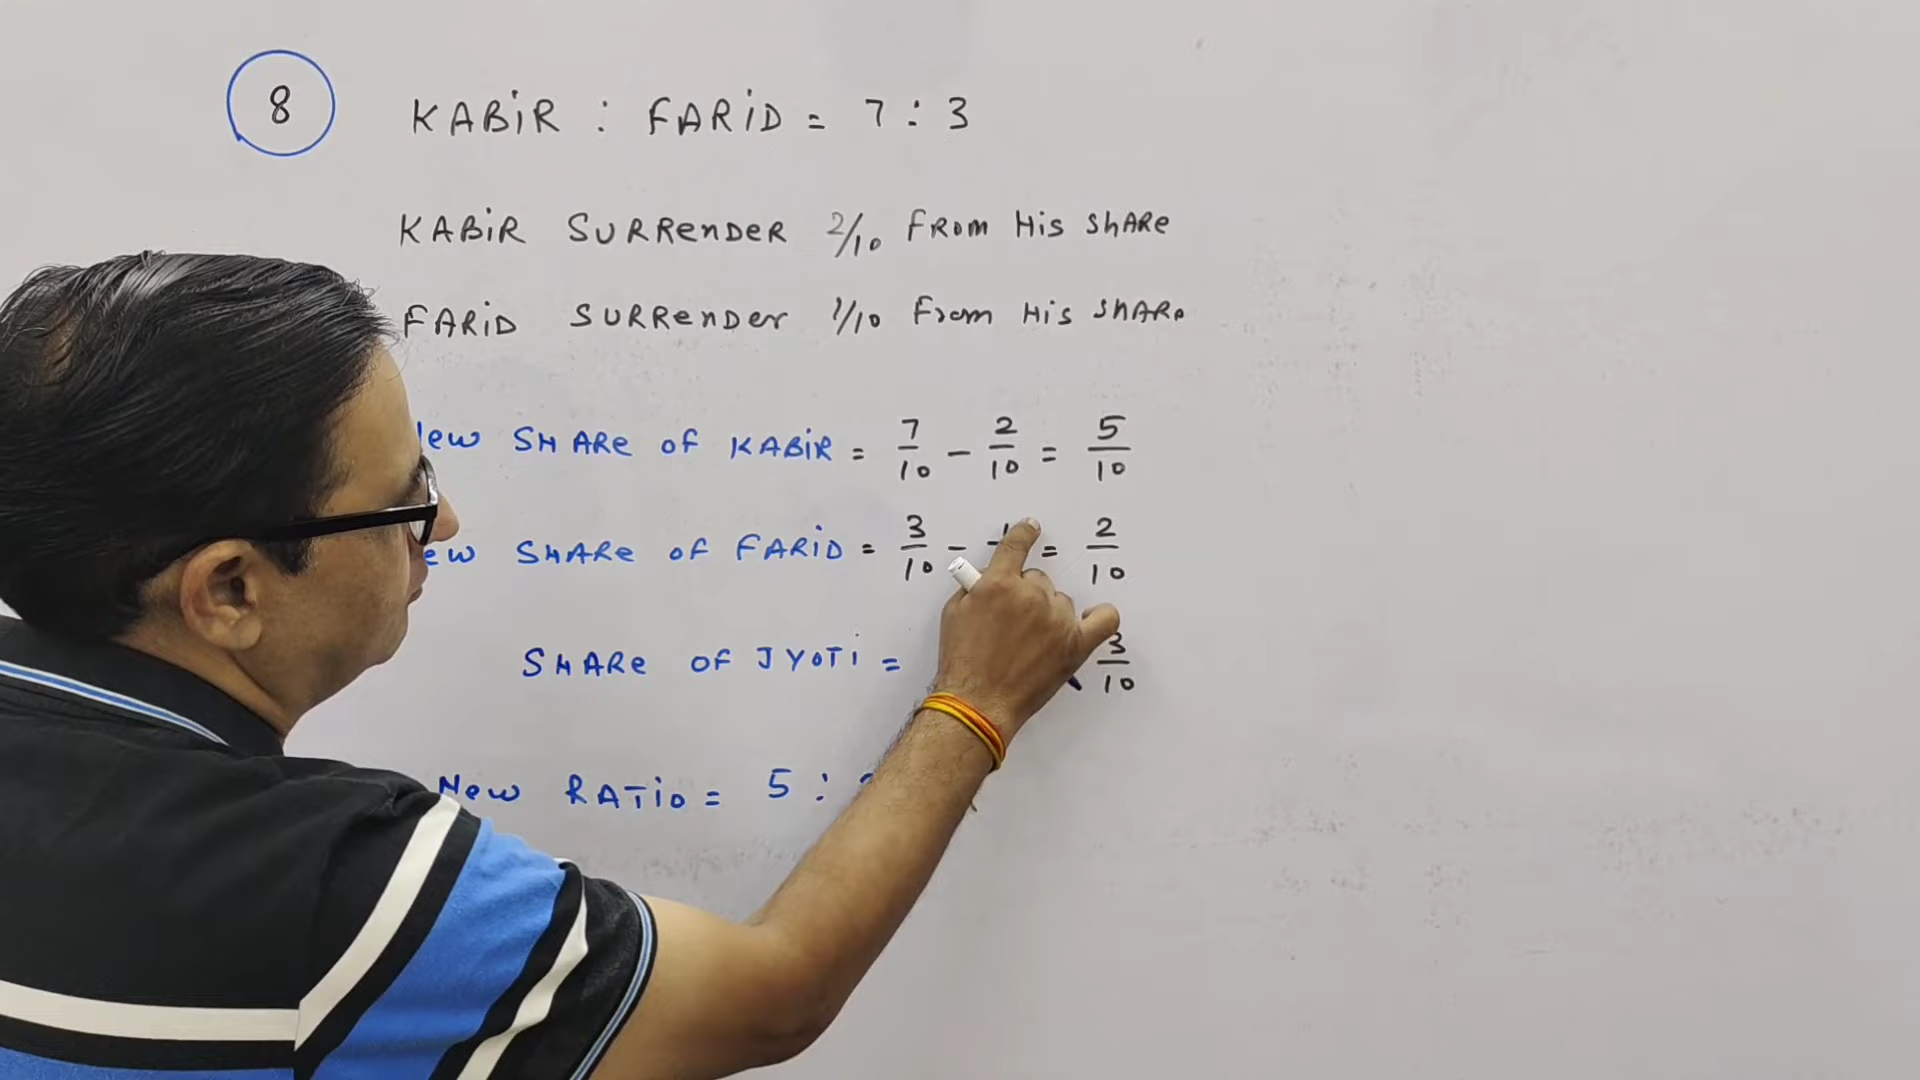 8
KABiR : FARiD = 7 : 3
KABiR SURRenDER 2/10 FROM His SHARe
FARiD SURRenDer 1/10 From His SHARe
SHARe of KABiR = 7/10 - 2/10 = 5/10
SHARe of FARiD = 3/10 - = 2/10
SHARe of JYOTi = 3/10
New RATiO = 5 :